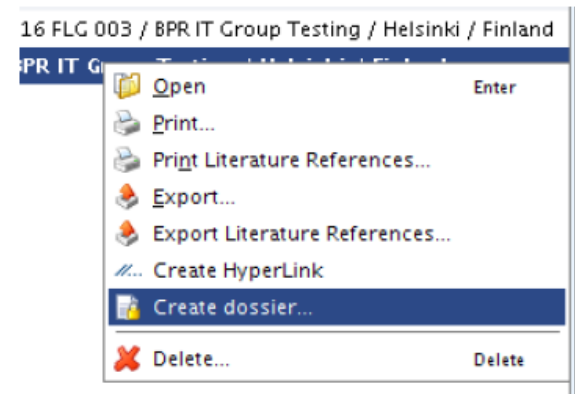 16 FLG 003 / BPR IT Group Testing / Helsinki / Finland
BPR IT G
Open Enter
Print...
Print Literature References...
Export...
Export Literature References...
Create HyperLink
Create dossier...
Delete... Delete